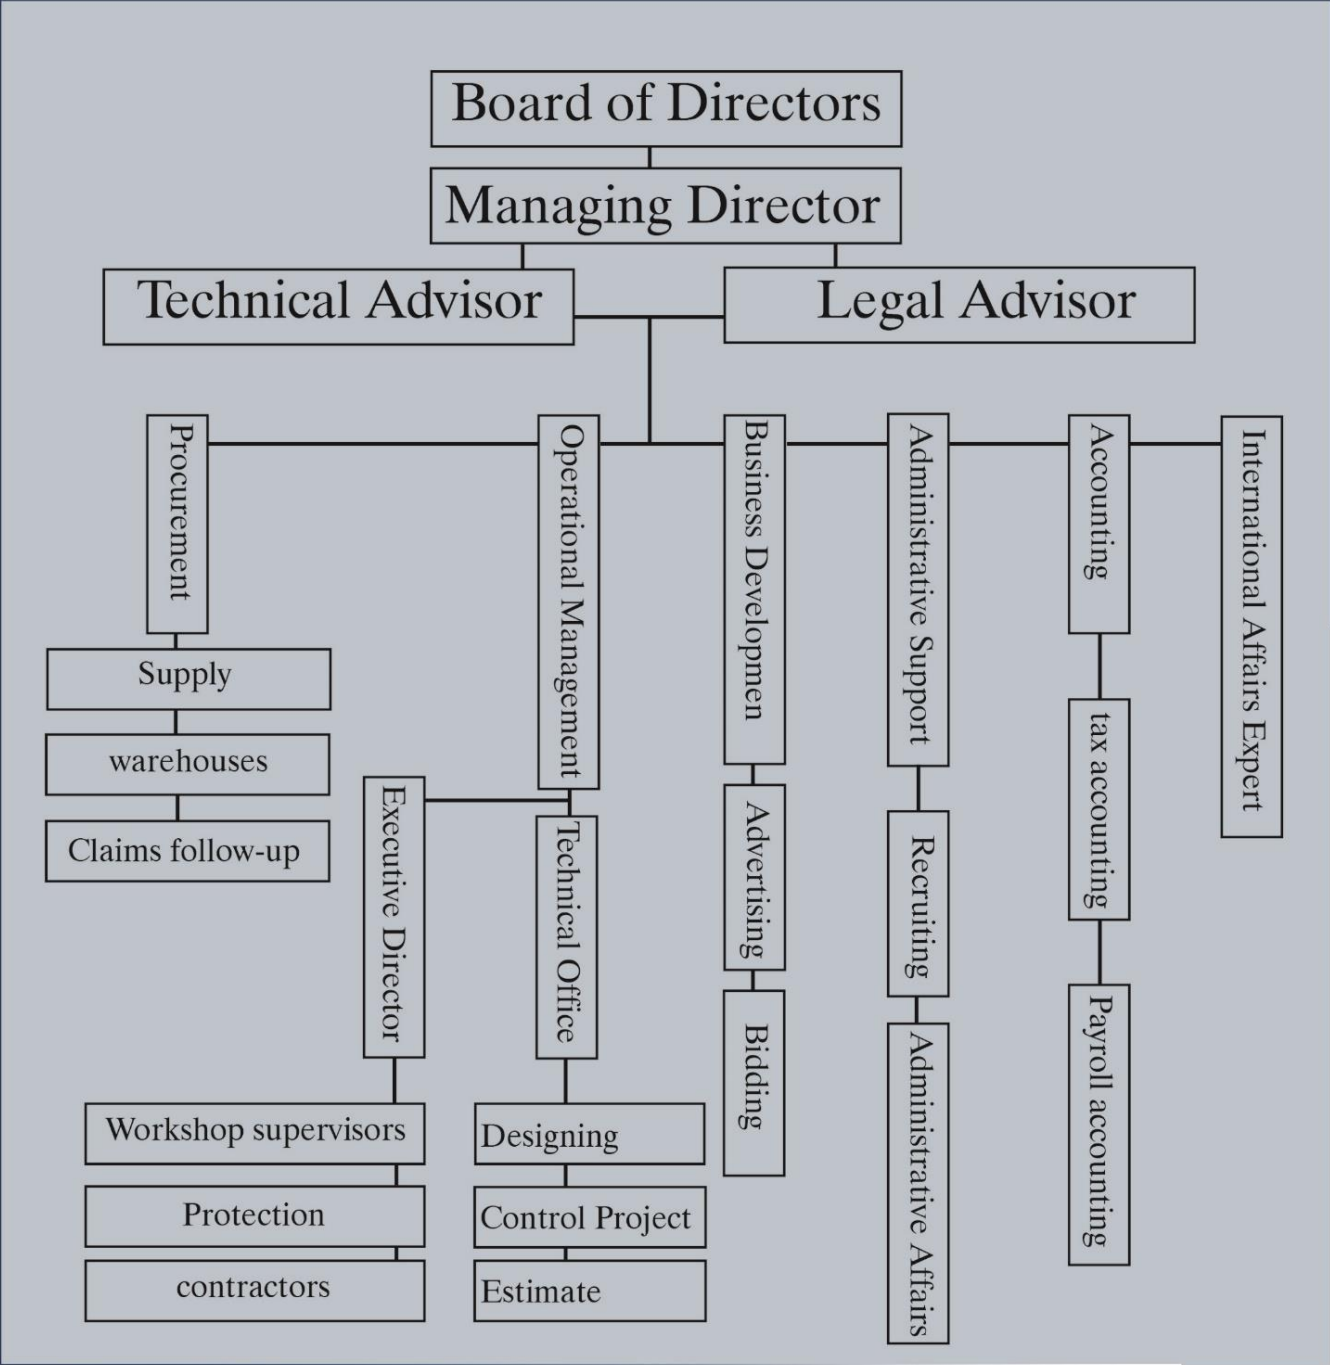 Board of Directors
Managing Director
Technical Advisor
Legal Advisor
Procurement
Supply
warehouses
Claims follow-up
Operational Management
Executive Director
Workshop supervisors
Protection
contractors
Technical Office
Designing
Control Project
Estimate
Business Developmen
Advertising
Bidding
Administrative Support
Recruiting
Administrative Affairs
Accounting
tax accounting
Payroll accounting
International Affairs Expert